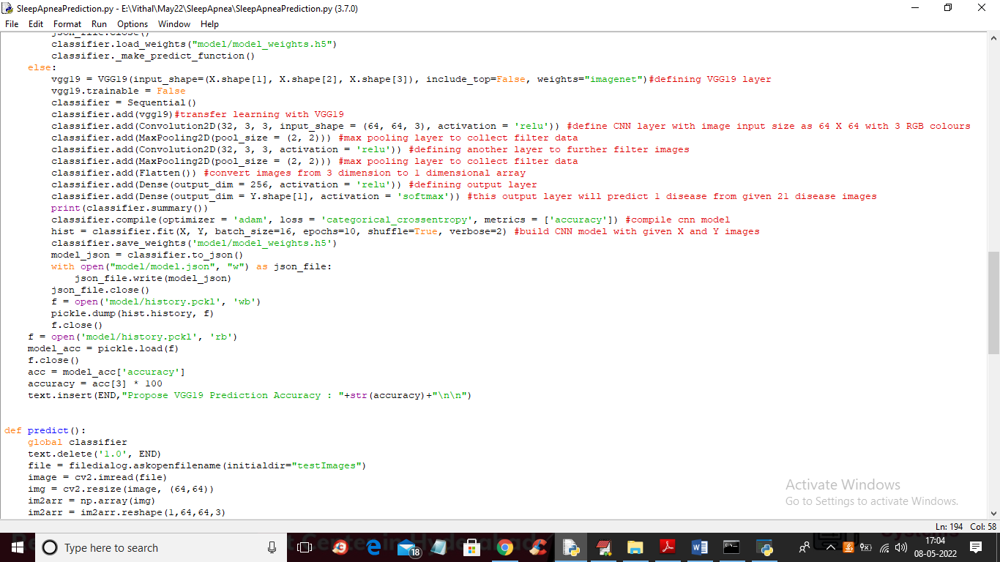 SleepApneaPrediction.py - E:\Vithal\May22\SleepApnea\SleepApneaPrediction.py (3.7.0)
File Edit Format Run Options Window Help
json_file.close()
classifier.load_weights("model/model_weights.h5")
classifier._make_predict_function()
else:
vgg19 = VGG19(input_shape=(X.shape[1], X.shape[2], X.shape[3]), include_top=False, weights="imagenet")#defining VGG19 layer
vgg19.trainable = False
classifier = Sequential()
classifier.add(vgg19)#transfer learning with VGG19
classifier.add(Convolution2D(32, 3, 3, input_shape = (64, 64, 3), activation = 'relu')) #define CNN layer with image input size as 64 X 64 with 3 RGB colours
classifier.add(MaxPooling2D(pool_size = (2, 2))) #max pooling layer to collect filter data
classifier.add(Convolution2D(32, 3, 3, activation = 'relu')) #defining another layer to further filter images
classifier.add(MaxPooling2D(pool_size = (2, 2))) #max pooling layer to collect filter data
classifier.add(Flatten()) #convert images from 3 dimension to 1 dimensional array
classifier.add(Dense(output_dim = 256, activation = 'relu')) #defining output layer
classifier.add(Dense(output_dim = Y.shape[1], activation = 'softmax')) #this output layer will predict 1 disease from given 21 disease images
print(classifier.summary())
classifier.compile(optimizer = 'adam', loss = 'categorical_crossentropy', metrics = ['accuracy']) #compile cnn model
hist = classifier.fit(X, Y, batch_size=16, epochs=10, shuffle=True, verbose=2) #build CNN model with given X and Y images
classifier.save_weights('model/model_weights.h5')
model_json = classifier.to_json()
with open("model/model.json", "w") as json_file:
json_file.write(model_json)
json_file.close()
f = open('model/history.pckl', 'wb')
pickle.dump(hist.history, f)
f.close()
f = open('model/history.pckl', 'rb')
model_acc = pickle.load(f)
f.close()
acc = model_acc['accuracy']
accuracy = acc[3] * 100
text.insert(END,"Propose VGG19 Prediction Accuracy : "+str(accuracy)+"\n\n")
def predict():
global classifier
text.delete('1.0', END)
file = filedialog.askopenfilename(initialdir="testImages")
image = cv2.imread(file)
img = cv2.resize(image, (64,64))
im2arr = np.array(img)
im2arr = im2arr.reshape(1,64,64,3)
Activate Windows
Go to Settings to activate Windows.
Ln: 194 Col: 58
Type here to search
18
17:04
08-05-2022